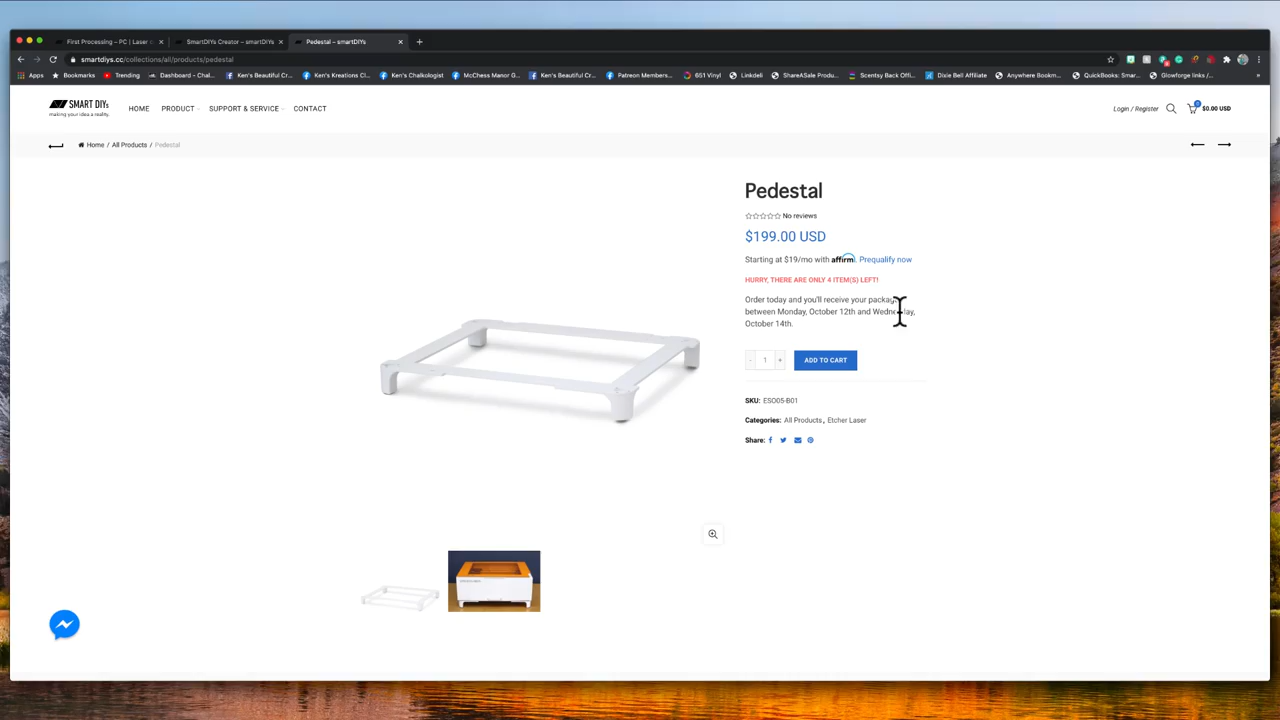 First Processing – PC | Laser c
SmartDIYs Creator – smartDIYs
Pedestal – smartDIYs
smartdiys.cc/collections/all/products/pedestal
Apps
Bookmarks
Trending
Dashboard - Chal...
Ken's Beautiful Cr...
Ken's Kreations Cl...
Ken's Chalkologist
McChess Manor G...
Ken's Beautiful Cr...
Patreon Members...
651 Vinyl
Linkdeli
ShareASale Produ...
Scentsy Back Offi...
Dixie Bell Affiliate
Anywhere Bookm...
QuickBooks: Smar...
Glowforge links /...
»
SMART DIYs
making your idea a reality.
HOME
PRODUCT
SUPPORT & SERVICE
CONTACT
Login / Register
0
$0.00 USD
Home / All Products / Pedestal
Pedestal
No reviews
$199.00 USD
Starting at $19/mo with affirm. Prequalify now
HURRY, THERE ARE ONLY 4 ITEM(S) LEFT!
Order today and you'll receive your package
between Monday, October 12th and Wednesday,
October 14th.
- 1 +
ADD TO CART
SKU: ESO05-B01
Categories: All Products, Etcher Laser
Share: